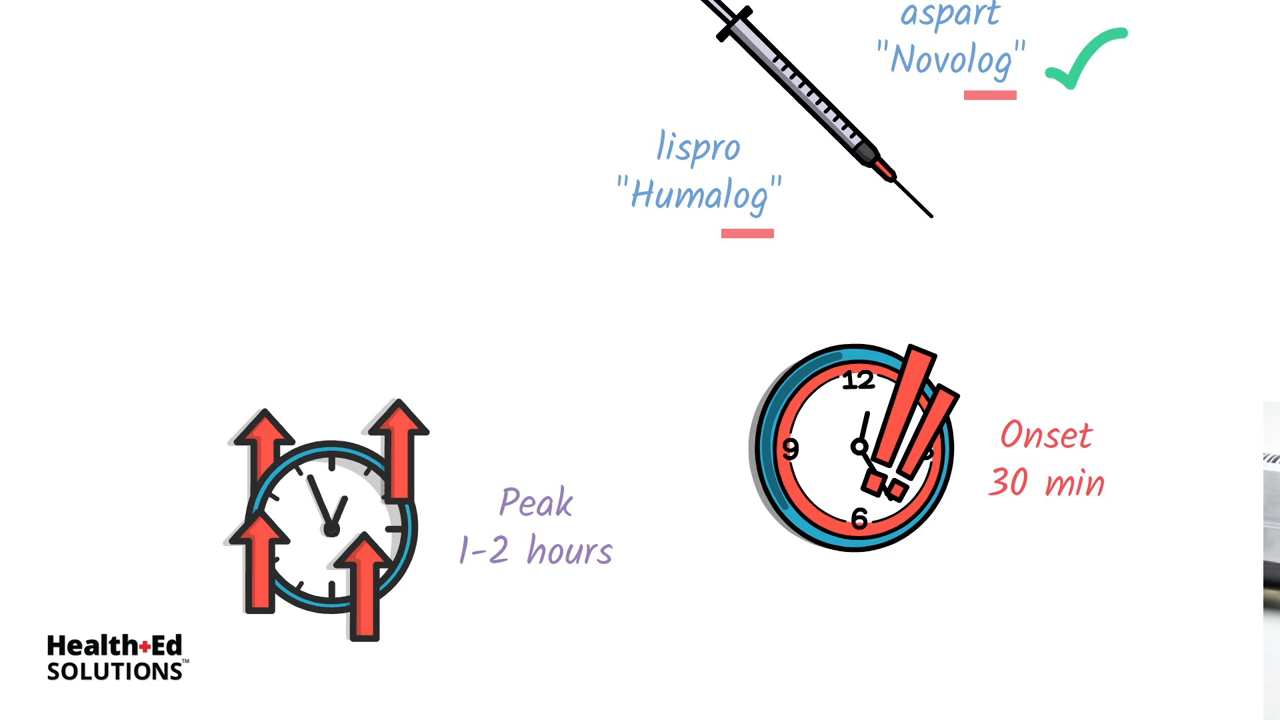 aspart
"Novolog"
lispro
"Humalog"
12
9
6
Onset
30 min
Peak
1-2 hours
Health+Ed
SOLUTIONS™